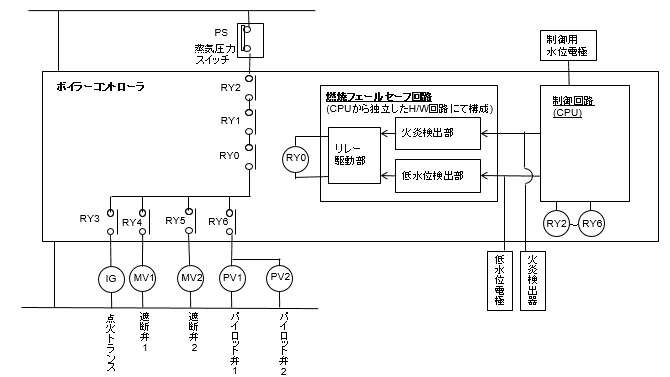 PS
蒸気圧力
スイッチ
制御用
水位電極
ボイラーコントローラ
RY2
RY1
RY0
燃焼フェールセーフ回路
(CPUから独立したH/W回路にて構成)
RY0
リレー
駆動部
火炎検出部
低水位検出部
制御回路
(CPU)
RY2
~
RY6
RY3
RY4
RY5
RY6
IG
MV1
MV2
PV1
PV2
点火トランス
遮断弁1
遮断弁2
パイロット弁1
パイロット弁2
低水位電極
火炎検出器